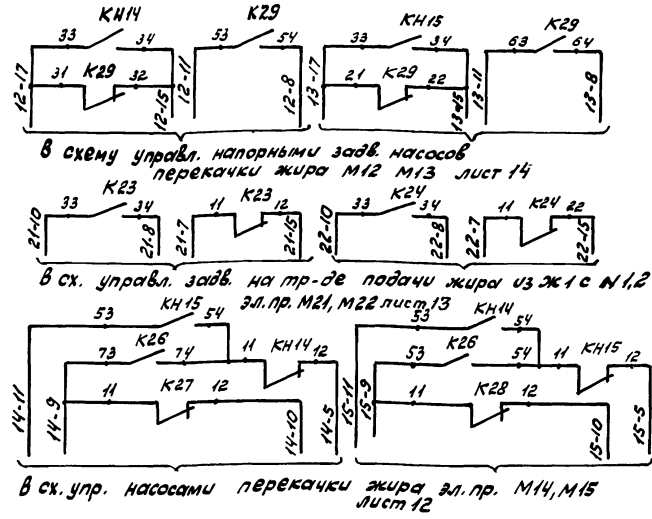 КН14 К29 КН15 К29
33 34 53 54 33 34 63 64
31 К29 32 21 К29 22
12-17 12-15 12-11 12-8 13-17 13-15 13-11 13-8
В схему управл. напорными задв. насосов
перекачки жира М12 М13 лист 14
К23 К23 К24 К24
33 34 11 12 33 34 11 22
21-10 21-8 21-7 21-15 22-10 22-8 22-7 22-15
В сх. управл. задв. на тр-де подачи жира из Ж1 с N1,2
эл.пр. М21, М22 лист 13
КН15 КН14
53 54 53 54
К26 КН14 К26 КН15
73 74 11 12 53 54 11 12
11 К27 12 11 К28 12
14-11 14-9 14-10 14-5 15-11 15-9 15-10 15-5
В сх. упр. насосами перекачки жира эл.пр. М14, М15
лист 12